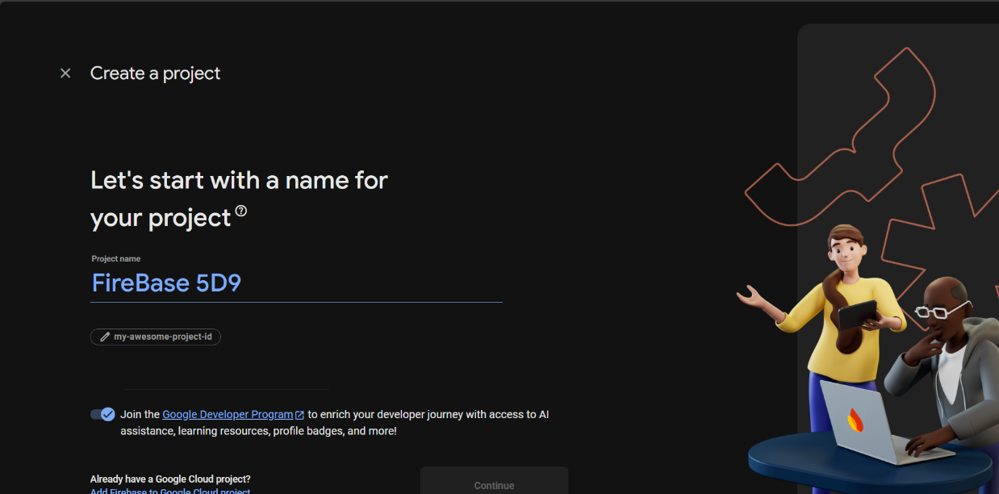 Create a project
Let's start with a name for
your project
Project name
FireBase 5D9
my-awesome-project-id
Join the Google Developer Program to enrich your developer journey with access to AI
assistance, learning resources, profile badges, and more!
Already have a Google Cloud project?
Add Firebase to Google Cloud project
Continue